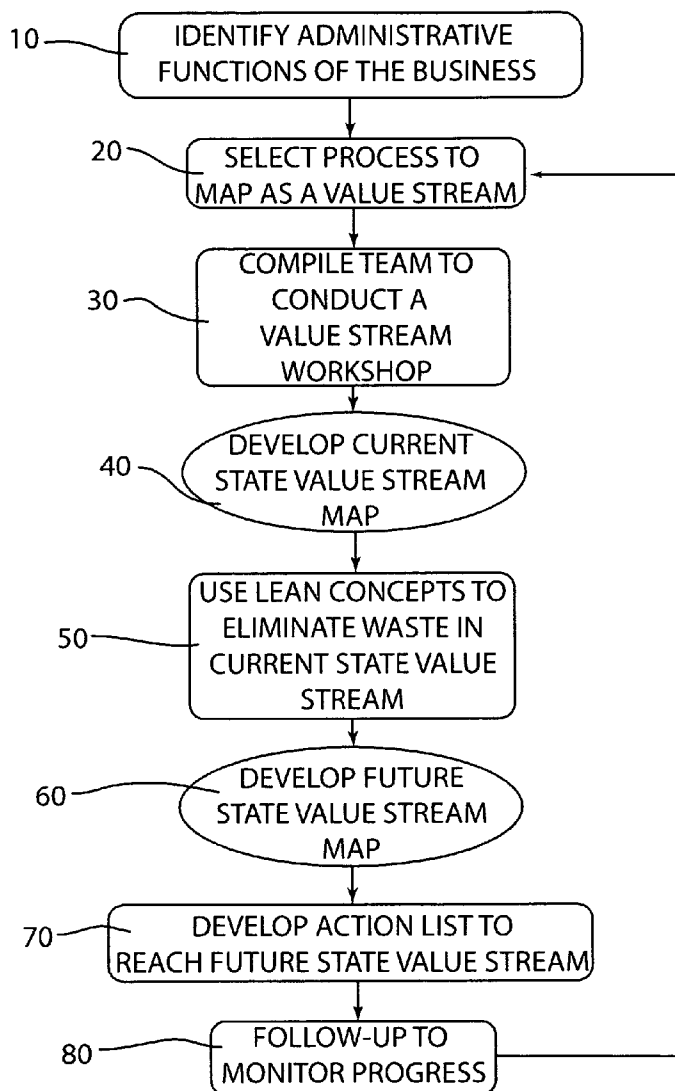 10
IDENTIFY ADMINISTRATIVE
FUNCTIONS OF THE BUSINESS
20
SELECT PROCESS TO
MAP AS A VALUE STREAM
30
COMPILE TEAM TO
CONDUCT A
VALUE STREAM
WORKSHOP
40
DEVELOP CURRENT
STATE VALUE STREAM
MAP
50
USE LEAN CONCEPTS TO
ELIMINATE WASTE IN
CURRENT STATE VALUE
STREAM
60
DEVELOP FUTURE
STATE VALUE STREAM
MAP
70
DEVELOP ACTION LIST TO
REACH FUTURE STATE VALUE STREAM
80
FOLLOW-UP TO
MONITOR PROGRESS